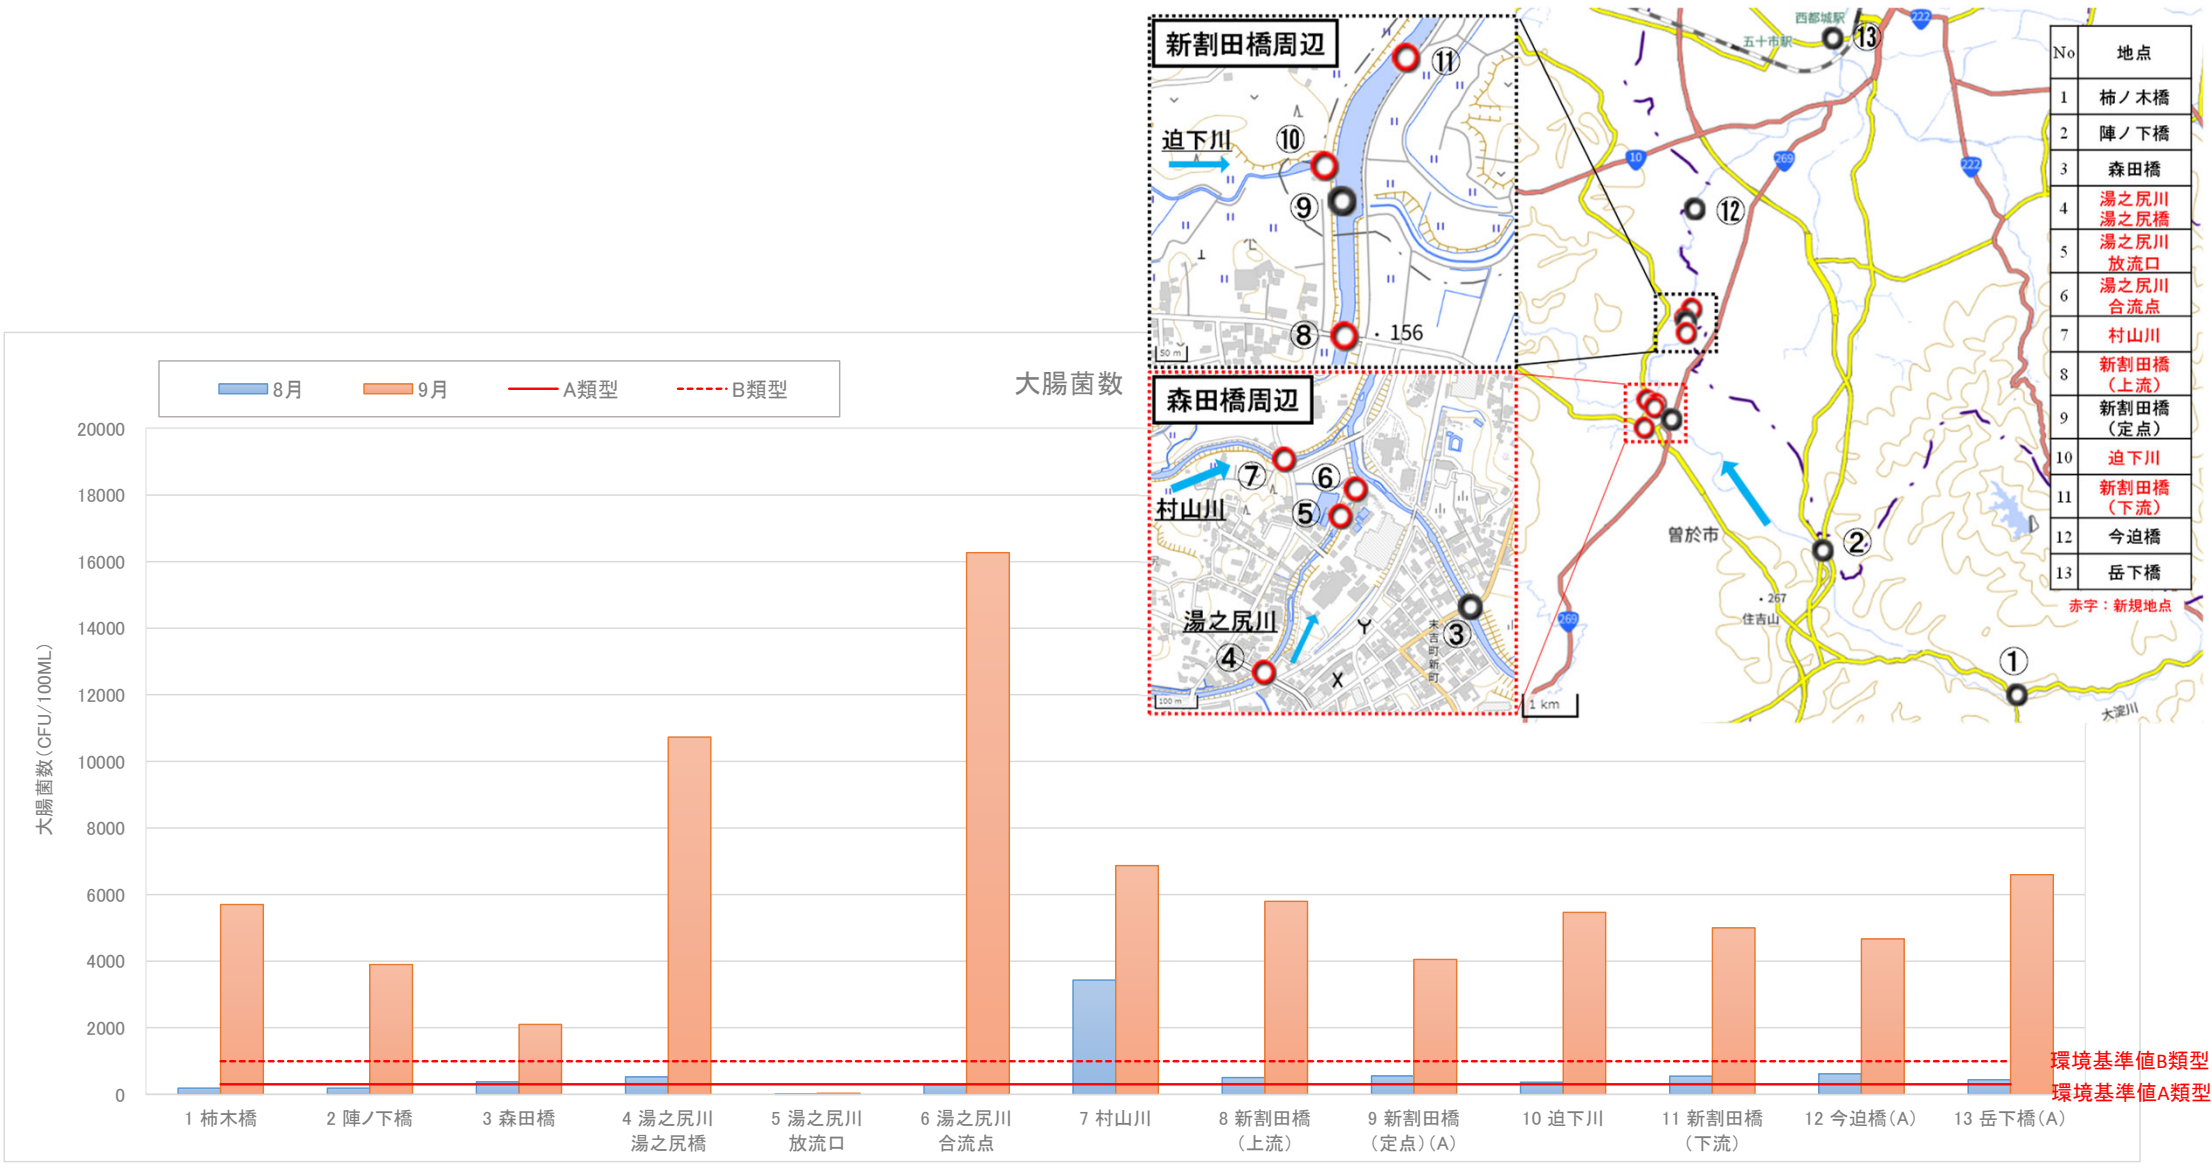 新割田橋周辺
⑪
迫下川
⑩
⑨
⑧
156
50 m
森田橋周辺
⑦
⑥
⑤
村山川
湯之尻川
④
③
末吉町新町
100 m
西都城駅
五十市駅
⑬
222
10
269
222
⑫
曽於市
②
267
住吉山
269
①
大淀川
1 km
No 地点
1 柿ノ木橋
2 陣ノ下橋
3 森田橋
4 湯之尻川
湯之尻橋
5 湯之尻川
放流口
6 湯之尻川
合流点
7 村山川
8 新割田橋
(上流)
9 新割田橋
(定点)
10 迫下川
11 新割田橋
(下流)
12 今迫橋
13 岳下橋
赤字：新規地点
大腸菌数
8月 9月 A類型 B類型
大腸菌数(CFU/100ML)
20000
18000
16000
14000
12000
10000
8000
6000
4000
2000
0
環境基準値B類型
環境基準値A類型
1 柿木橋
2 陣ノ下橋
3 森田橋
4 湯之尻川
湯之尻橋
5 湯之尻川
放流口
6 湯之尻川
合流点
7 村山川
8 新割田橋
(上流)
9 新割田橋
(定点)(A)
10 迫下川
11 新割田橋
(下流)
12 今迫橋(A)
13 岳下橋(A)